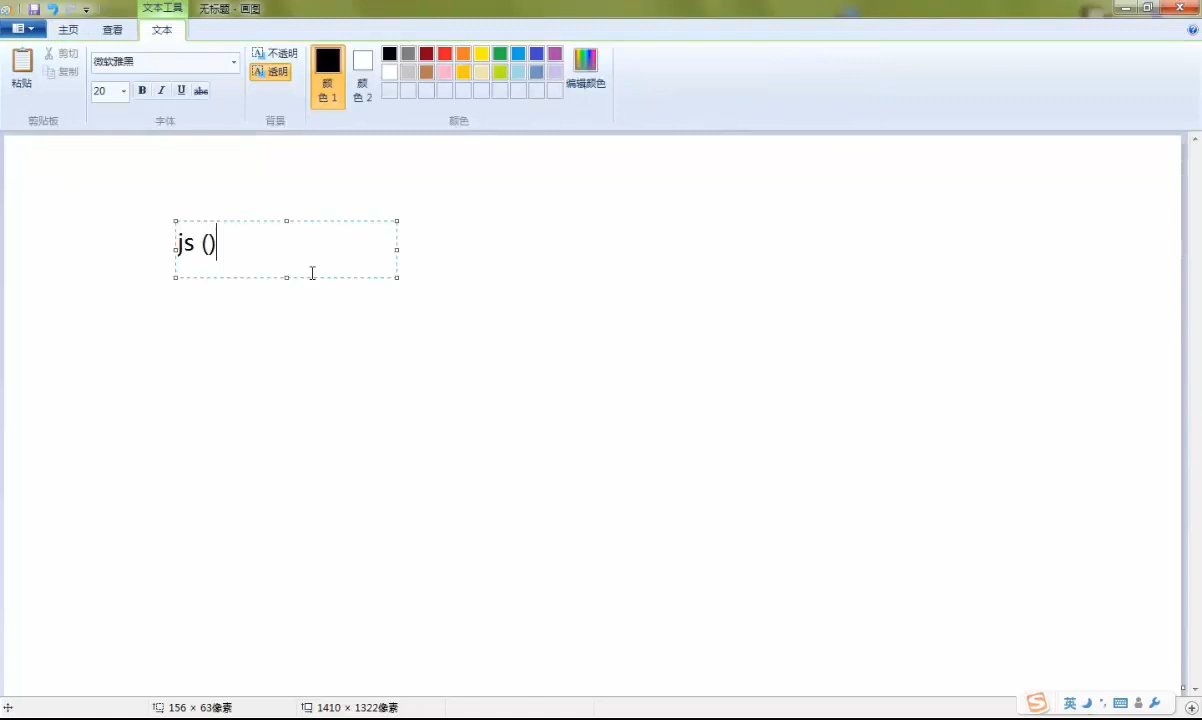 文本工具 无标题 - 画图
主页 查看 文本
粘贴 剪切 复制
剪贴板
微软雅黑
20 B I U abc
字体
A 不透明
A 透明
背景
颜色 1
颜色 2
编辑颜色
颜色
js ()
156 × 63像素 1410 × 1322像素
英